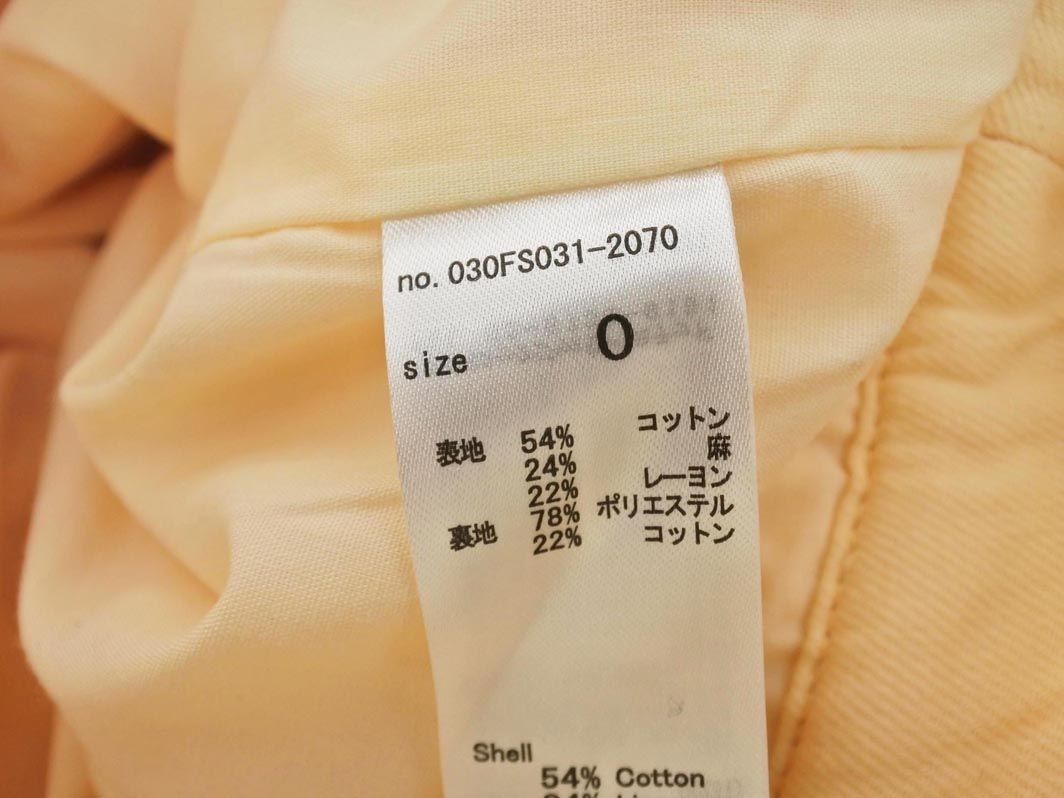 no. 030FS031-2070
size 0
表地 54% コットン
24% 麻
22% レーヨン
裏地 78% ポリエステル
22% コットン
Shell
54% Cotton